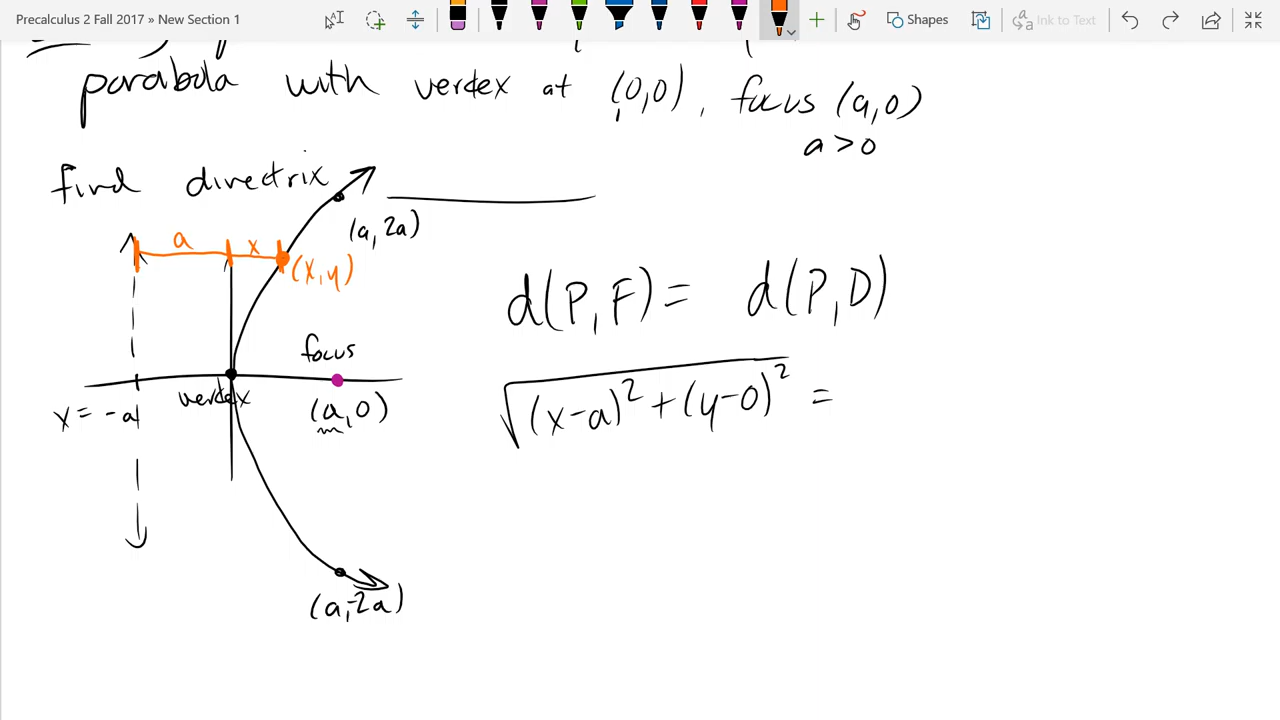 Precalculus 2 Fall 2017 » New Section 1
Shapes
Ink to Text
parabola with vertex at (0,0), focus (a,0)
a > 0
find directrix
(a, 2a)
a
x
(x,y)
d(P,F) = d(P,D)
focus
√((x-a)² + (y-0)²) =
vertex
x = -a
(a,0)
(a,-2a)